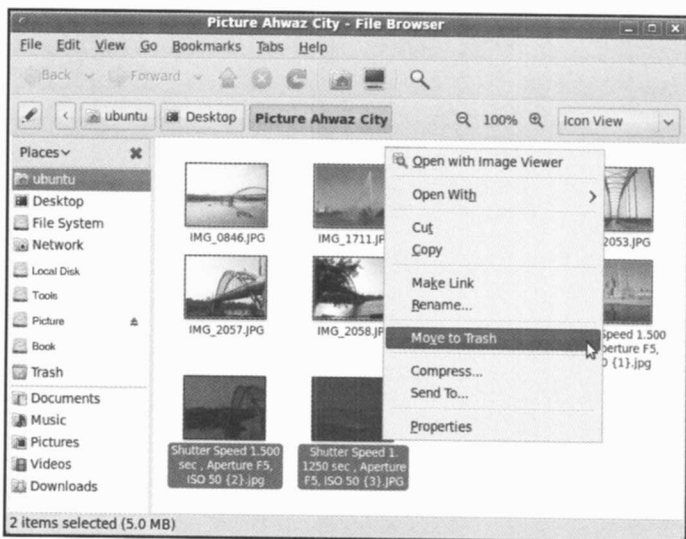 Picture Ahwaz City - File Browser
File Edit View Go Bookmarks Tabs Help
Back Forward
ubuntu Desktop Picture Ahwaz City 100% Icon View
Places
ubuntu
Desktop
File System
Network
Local Disk
Tools
Picture
Book
Trash
Documents
Music
Pictures
Videos
Downloads
IMG_0846.JPG
IMG_1711.JP
2053.JPG
IMG_2057.JPG
IMG_2058.JP
Speed 1.500
perture F5,
0 {1}.jpg
Shutter Speed 1.500
sec , Aperture F5,
ISO 50 {2}.jpg
Shutter Speed 1.
1250 sec , Aperture
F5, ISO 50 {3}.JPG
Open with Image Viewer
Open With
Cut
Copy
Make Link
Rename...
Move to Trash
Compress...
Send To...
Properties
2 items selected (5.0 MB)